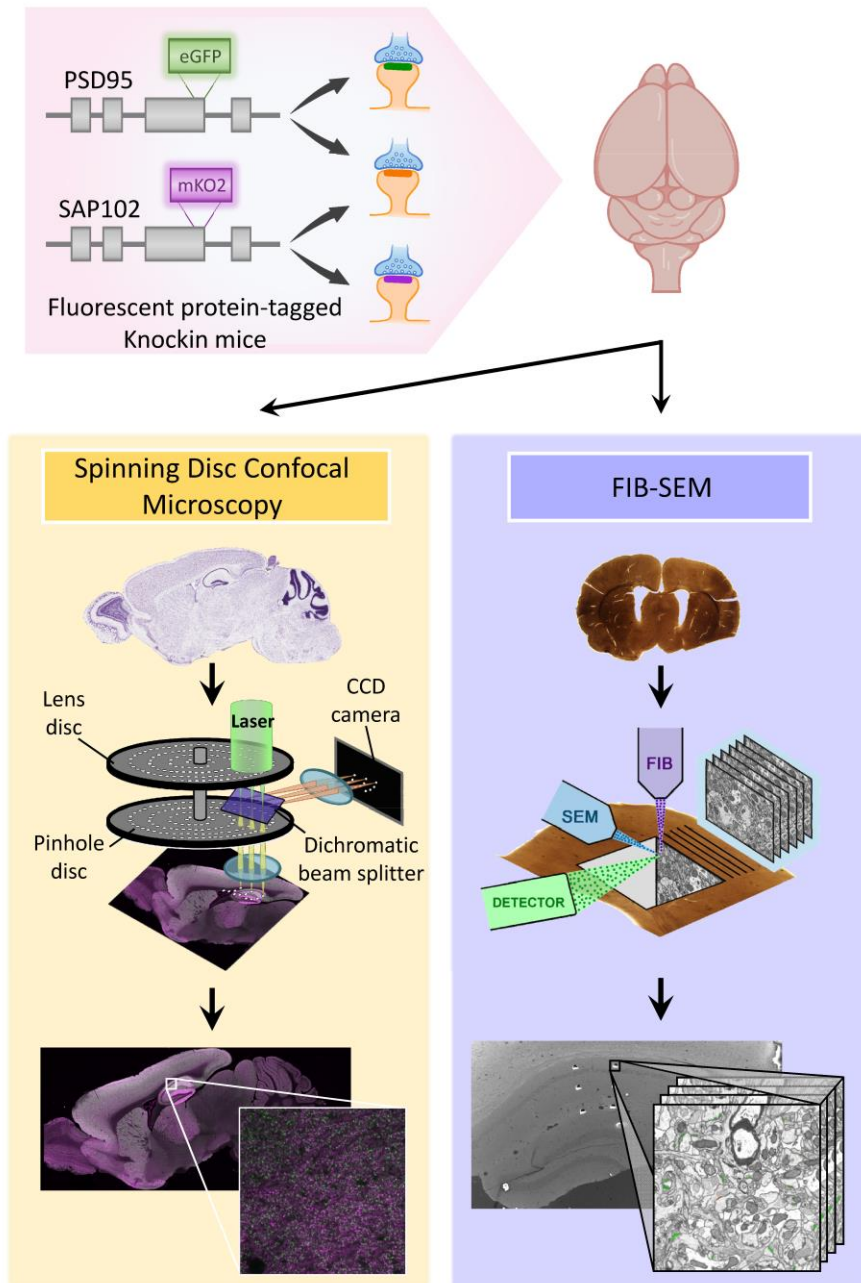 eGFP
PSD95
mKO2
SAP102
Fluorescent protein-tagged
Knockin mice
Spinning Disc Confocal
Microscopy
FIB-SEM
Lens
disc
Laser
CCD
camera
Pinhole
disc
Dichromatic
beam splitter
FIB
SEM
DETECTOR